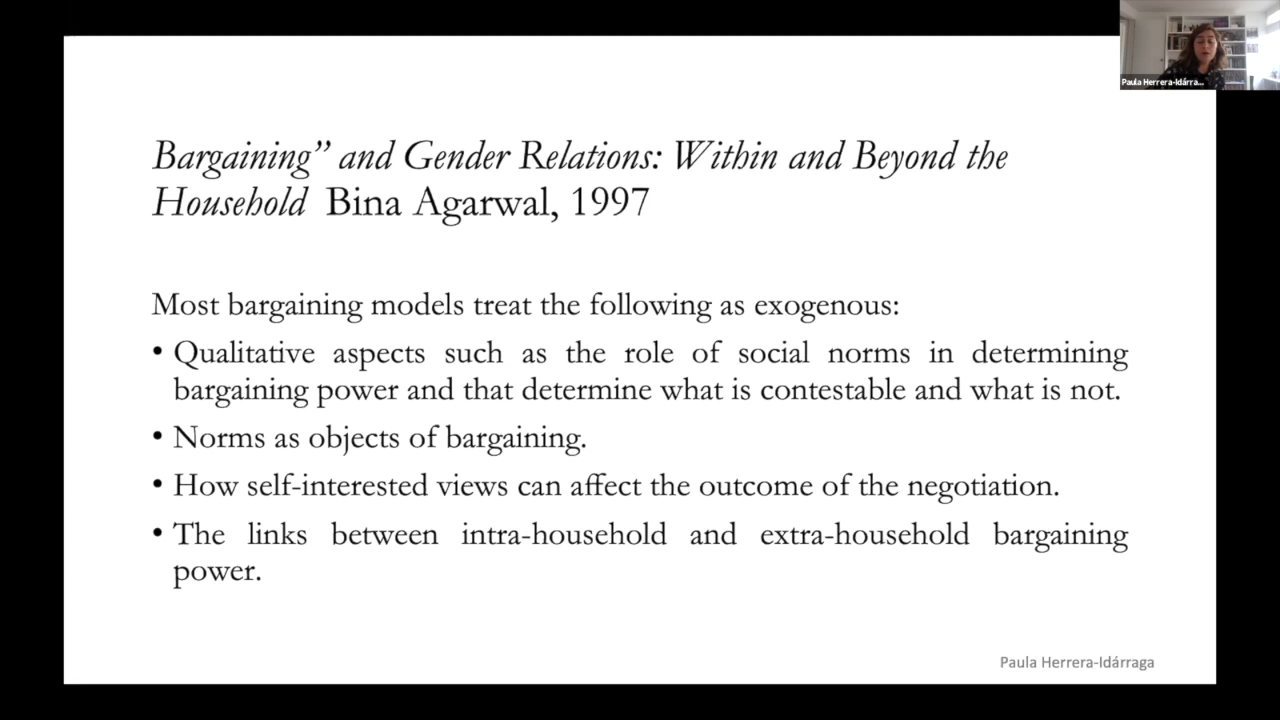 Paula Herrera-Idárra...
Bargaining” and Gender Relations: Within and Beyond the
Household Bina Agarwal, 1997
Most bargaining models treat the following as exogenous:
• Qualitative aspects such as the role of social norms in determining
bargaining power and that determine what is contestable and what is not.
• Norms as objects of bargaining.
• How self-interested views can affect the outcome of the negotiation.
• The links between intra-household and extra-household bargaining
power.
Paula Herrera-Idárraga